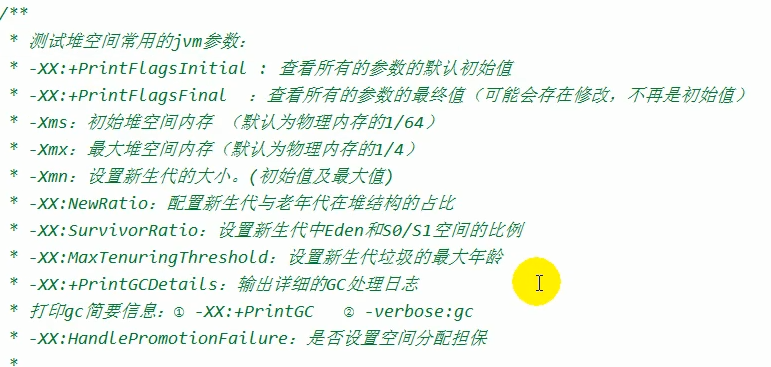 /**
* 测试堆空间常用的jvm参数：
* -XX:+PrintFlagsInitial : 查看所有的参数的默认初始值
* -XX:+PrintFlagsFinal  ：查看所有的参数的最终值（可能会存在修改，不再是初始值）
* -Xms：初始堆空间内存 （默认为物理内存的1/64）
* -Xmx：最大堆空间内存（默认为物理内存的1/4）
* -Xmn：设置新生代的大小。(初始值及最大值)
* -XX:NewRatio：配置新生代与老年代在堆结构的占比
* -XX:SurvivorRatio：设置新生代中Eden和S0/S1空间的比例
* -XX:MaxTenuringThreshold：设置新生代垃圾的最大年龄
* -XX:+PrintGCDetails：输出详细的GC处理日志
* 打印gc简要信息：① -XX:+PrintGC   ② -verbose:gc
* -XX:HandlePromotionFailure：是否设置空间分配担保
*